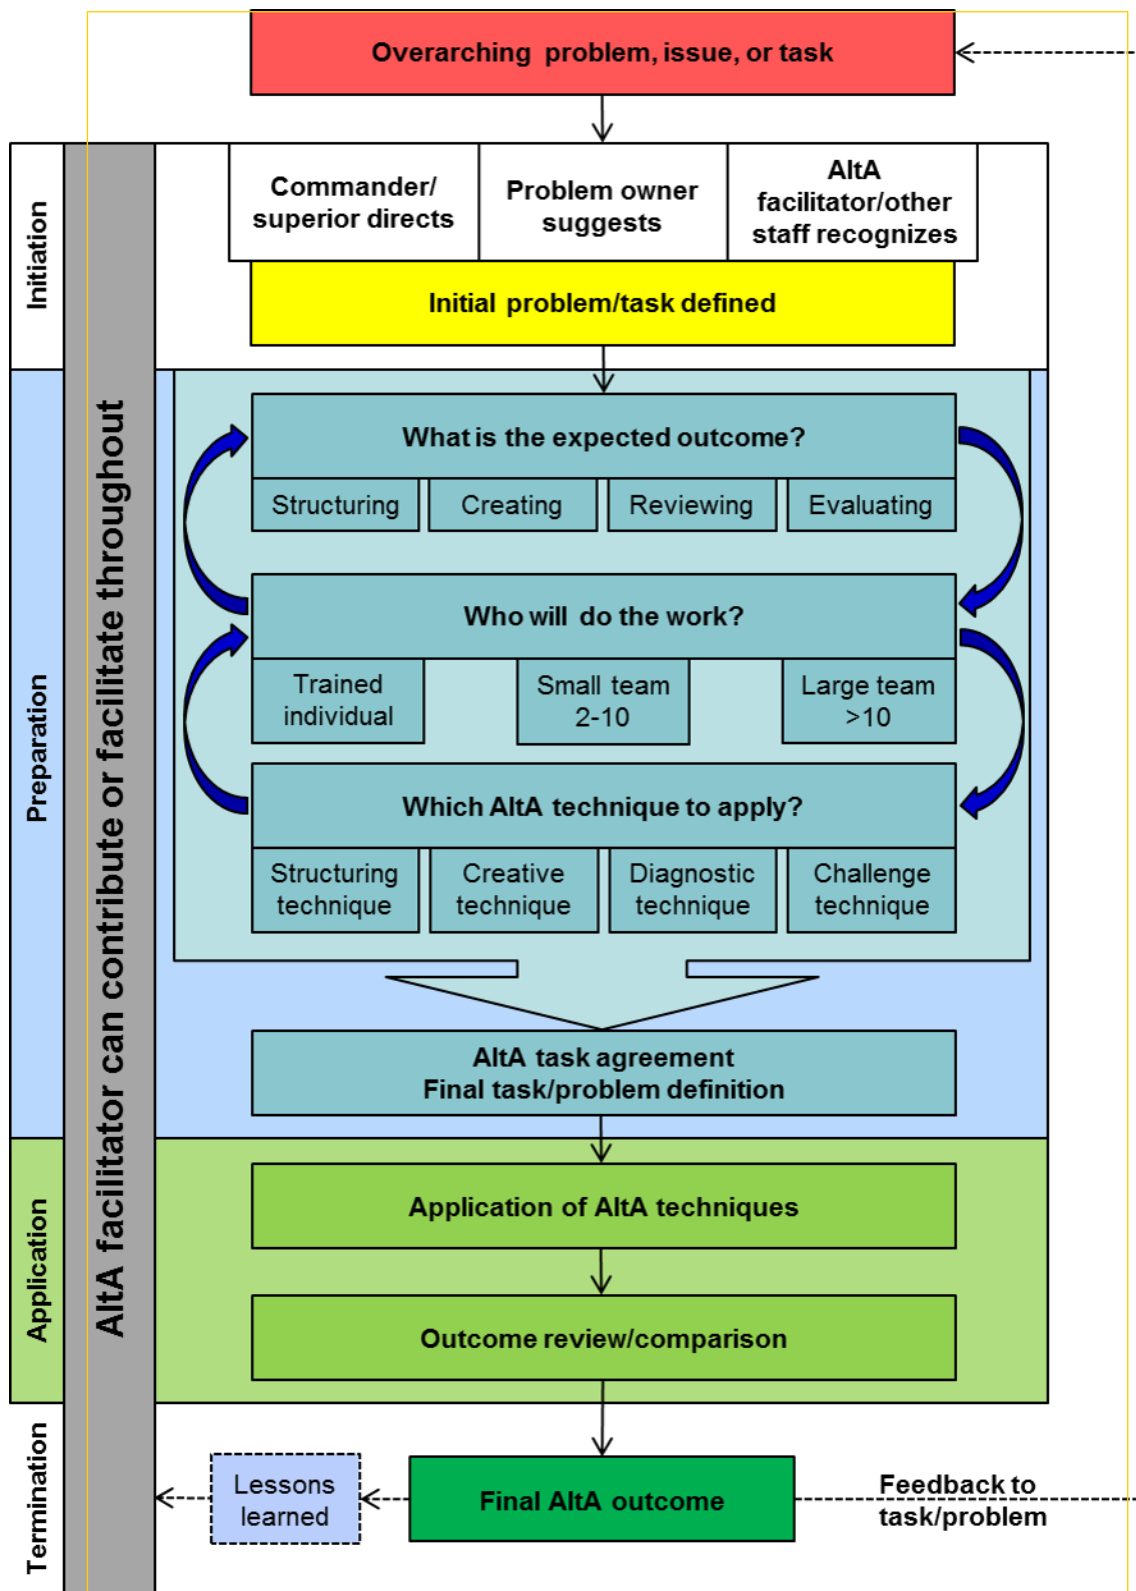 Overarching problem, issue, or task
Initiation
Commander/
superior directs
Problem owner
suggests
AltA
facilitator/other
staff recognizes
Initial problem/task defined
AltA facilitator can contribute or facilitate throughout
Preparation
What is the expected outcome?
Structuring
Creating
Reviewing
Evaluating
Who will do the work?
Trained
individual
Small team
2-10
Large team
>10
Which AltA technique to apply?
Structuring
technique
Creative
technique
Diagnostic
technique
Challenge
technique
AltA task agreement
Final task/problem definition
Application
Application of AltA techniques
Outcome review/comparison
Termination
Lessons
learned
Final AltA outcome
Feedback to
task/problem